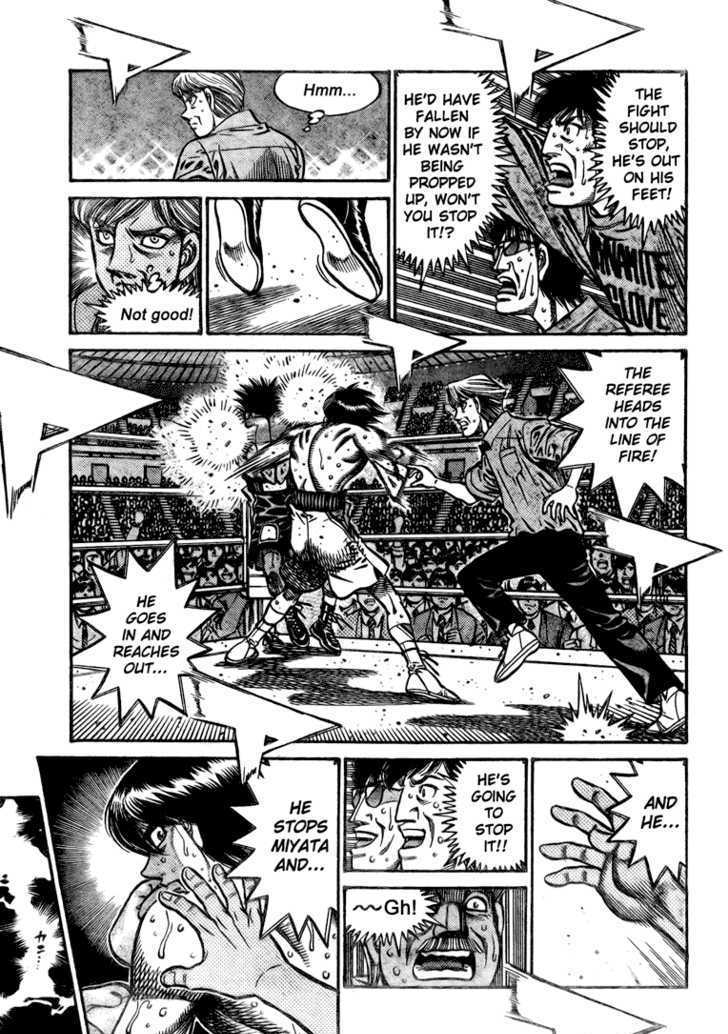 THE
FIGHT
SHOULD
STOP,
HE'S OUT
ON HIS
FEET!
HE'D HAVE
FALLEN
BY NOW IF
HE WASN'T
BEING
PROPPED
UP, WON'T
YOU STOP
IT!?
Hmm...
Not good!
THE
REFEREE
HEADS
INTO THE
LINE OF
FIRE!
HE
GOES
IN AND
REACHES
OUT...
AND
HE...
HE'S
GOING
TO
STOP
IT!!
~~Gh!
HE
STOPS
MIYATA
AND...